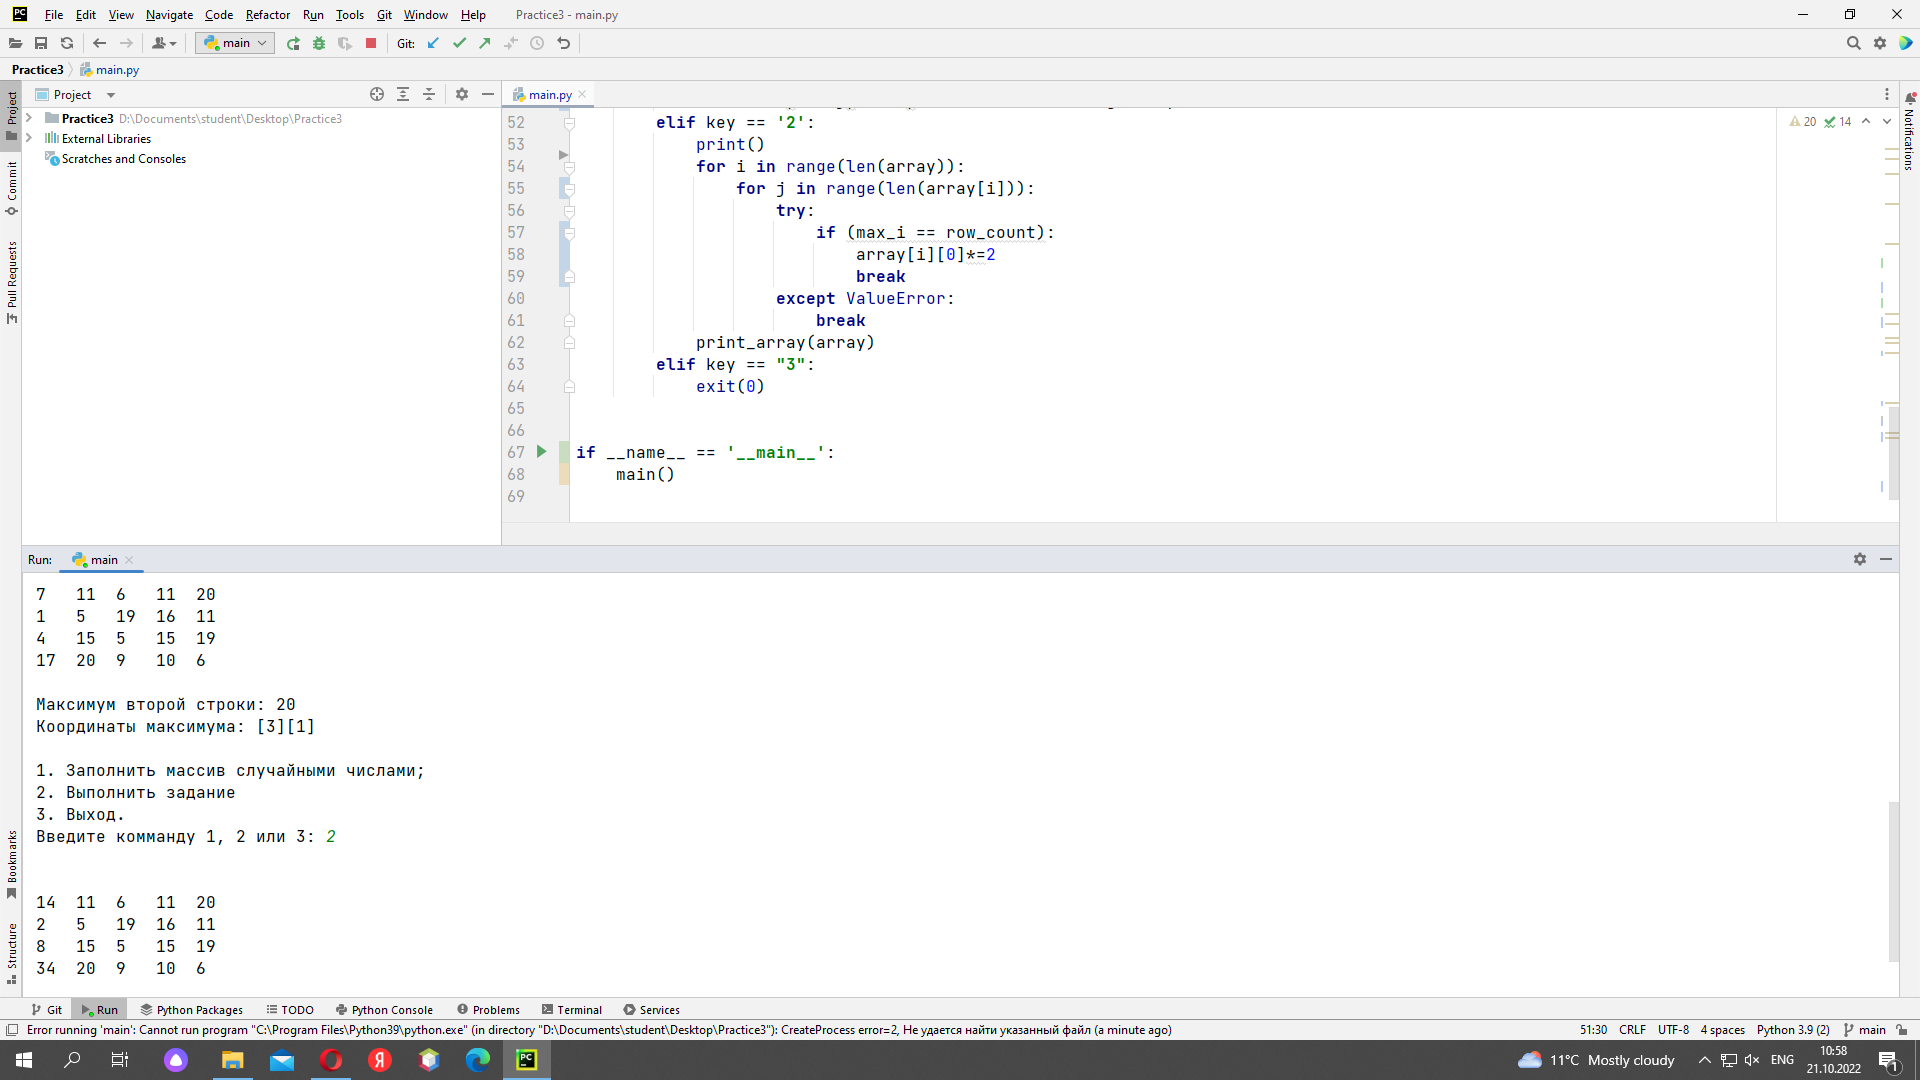 File Edit View Navigate Code Refactor Run Tools Git Window Help Practice3 - main.py
main Git:
Practice3 main.py
Project
main.py
Practice3 D:\Documents\student\Desktop\Practice3
External Libraries
Scratches and Consoles
Project
Commit
Pull Requests
Bookmarks
Structure
Notifications
20 14
52 elif key == '2':
53 print()
54 for i in range(len(array)):
55 for j in range(len(array[i])):
56 try:
57 if (max_i == row_count):
58 array[i][0]*=2
59 break
60 except ValueError:
61 break
62 print_array(array)
63 elif key == "3":
64 exit(0)
65
66
67 if __name__ == '__main__':
68 main()
69
Run: main
7 11 6 11 20
1 5 19 16 11
4 15 5 15 19
17 20 9 10 6
Максимум второй строки: 20
Координаты максимума: [3][1]
1. Заполнить массив случайными числами;
2. Выполнить задание
3. Выход.
Введите комманду 1, 2 или 3: 2
14 11 6 11 20
2 5 19 16 11
8 15 5 15 19
34 20 9 10 6
Git Run Python Packages TODO Python Console Problems Terminal Services
Error running 'main': Cannot run program "C:\Program Files\Python39\python.exe" (in directory "D:\Documents\student\Desktop\Practice3"): CreateProcess error=2, Не удается найти указанный файл (a minute ago) 51:30 CRLF UTF-8 4 spaces Python 3.9 (2) main
11°C Mostly cloudy ENG 10:58
21.10.2022
1